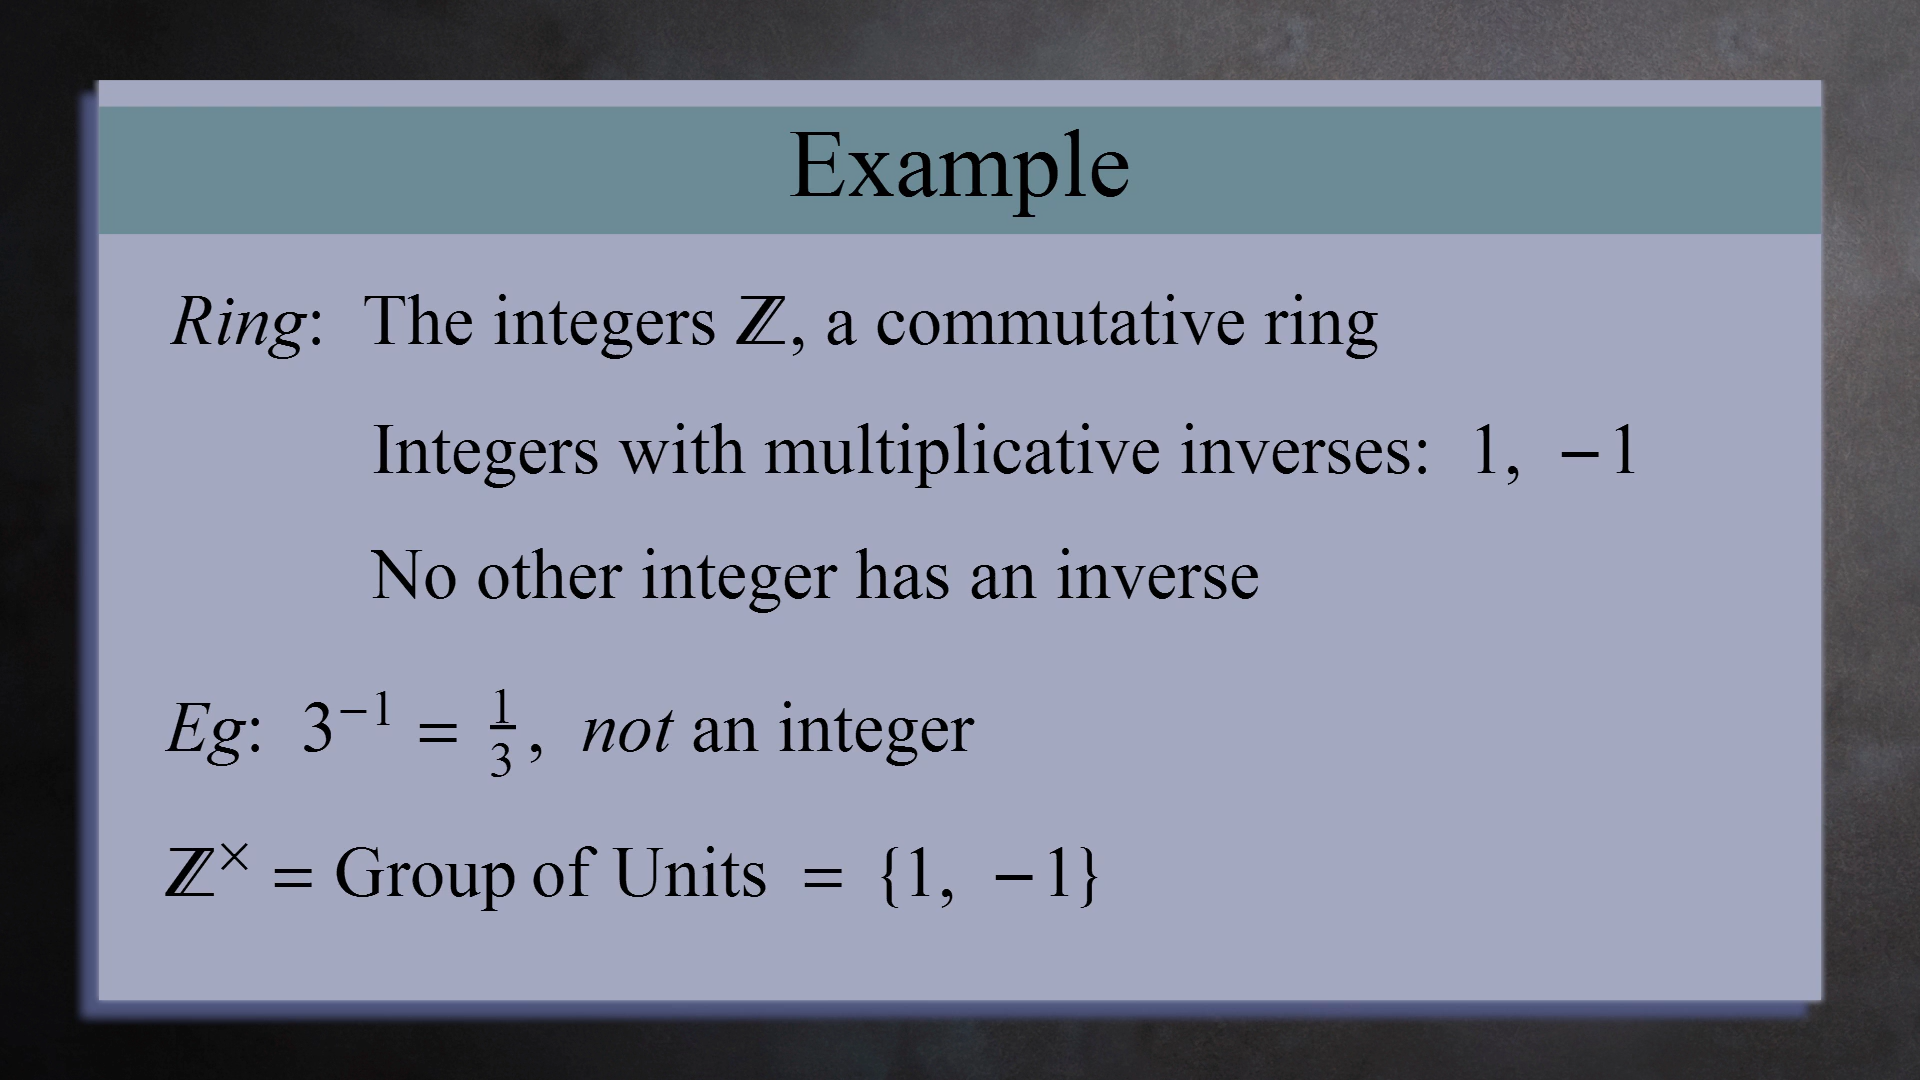 Example
Ring: The integers ℤ, a commutative ring
Integers with multiplicative inverses: 1, −1
No other integer has an inverse
Eg: 3⁻¹ = 1/3, not an integer
ℤ^× = Group of Units = {1, −1}